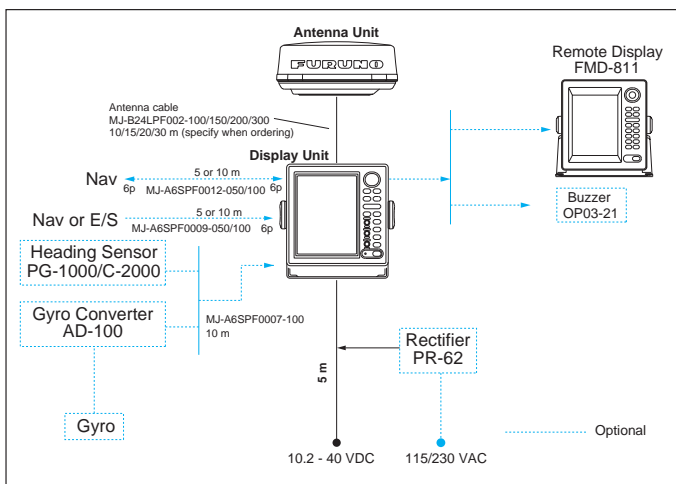 Antenna Unit
FURUNO
Remote Display
FMD-811
Antenna cable
MJ-B24LPF002-100/150/200/300
10/15/20/30 m (specify when ordering)
Display Unit
Nav
6p
5 or 10 m
MJ-A6SPF0012-050/100
6p
Buzzer
OP03-21
Nav or E/S
5 or 10 m
MJ-A6SPF0009-050/100
6p
Heading Sensor
PG-1000/C-2000
Gyro Converter
AD-100
MJ-A6SPF0007-100
10 m
Rectifier
PR-62
5 m
Gyro
Optional
10.2 - 40 VDC
115/230 VAC